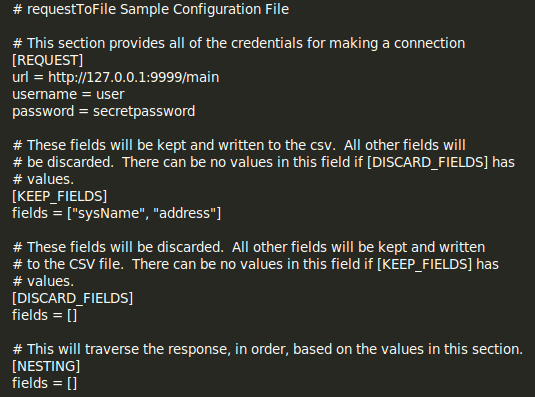 # requestToFile Sample Configuration File
# This section provides all of the credentials for making a connection
[REQUEST]
url = http://127.0.0.1:9999/main
username = user
password = secretpassword
# These fields will be kept and written to the csv.  All other fields will
# be discarded.  There can be no values in this field if [DISCARD_FIELDS] has
# values.
[KEEP_FIELDS]
fields = ["sysName", "address"]
# These fields will be discarded.  All other fields will be kept and written
# to the CSV file.  There can be no values in this field if [KEEP_FIELDS] has
# values.
[DISCARD_FIELDS]
fields = []
# This will traverse the response, in order, based on the values in this section.
[NESTING]
fields = []